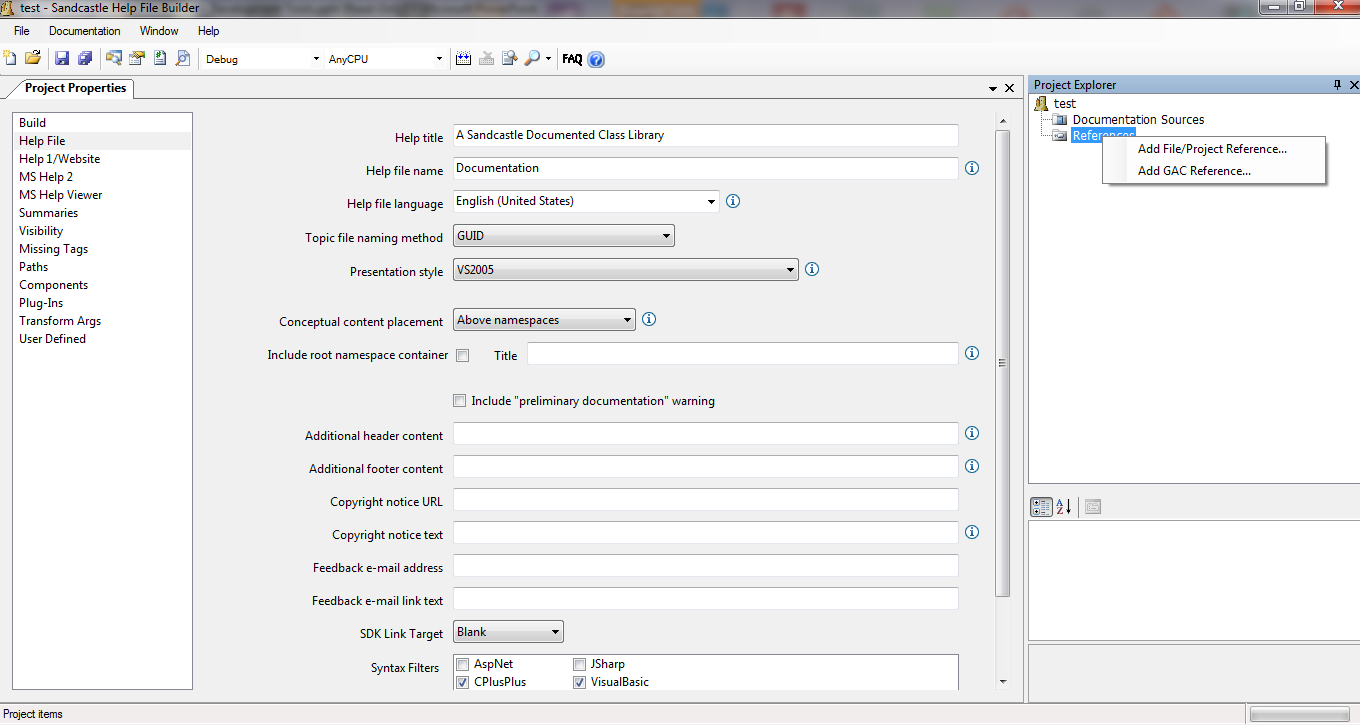 test - Sandcastle Help File Builder
File Documentation Window Help
Debug AnyCPU FAQ
Project Properties
Build
Help File
Help 1/Website
MS Help 2
MS Help Viewer
Summaries
Visibility
Missing Tags
Paths
Components
Plug-Ins
Transform Args
User Defined
Help title A Sandcastle Documented Class Library
Help file name Documentation
Help file language English (United States)
Topic file naming method GUID
Presentation style VS2005
Conceptual content placement Above namespaces
Include root namespace container Title
Include "preliminary documentation" warning
Additional header content
Additional footer content
Copyright notice URL
Copyright notice text
Feedback e-mail address
Feedback e-mail link text
SDK Link Target Blank
Syntax Filters AspNet JSharp
CPlusPlus VisualBasic
Project Explorer
test
Documentation Sources
References
Add File/Project Reference...
Add GAC Reference...
Project items